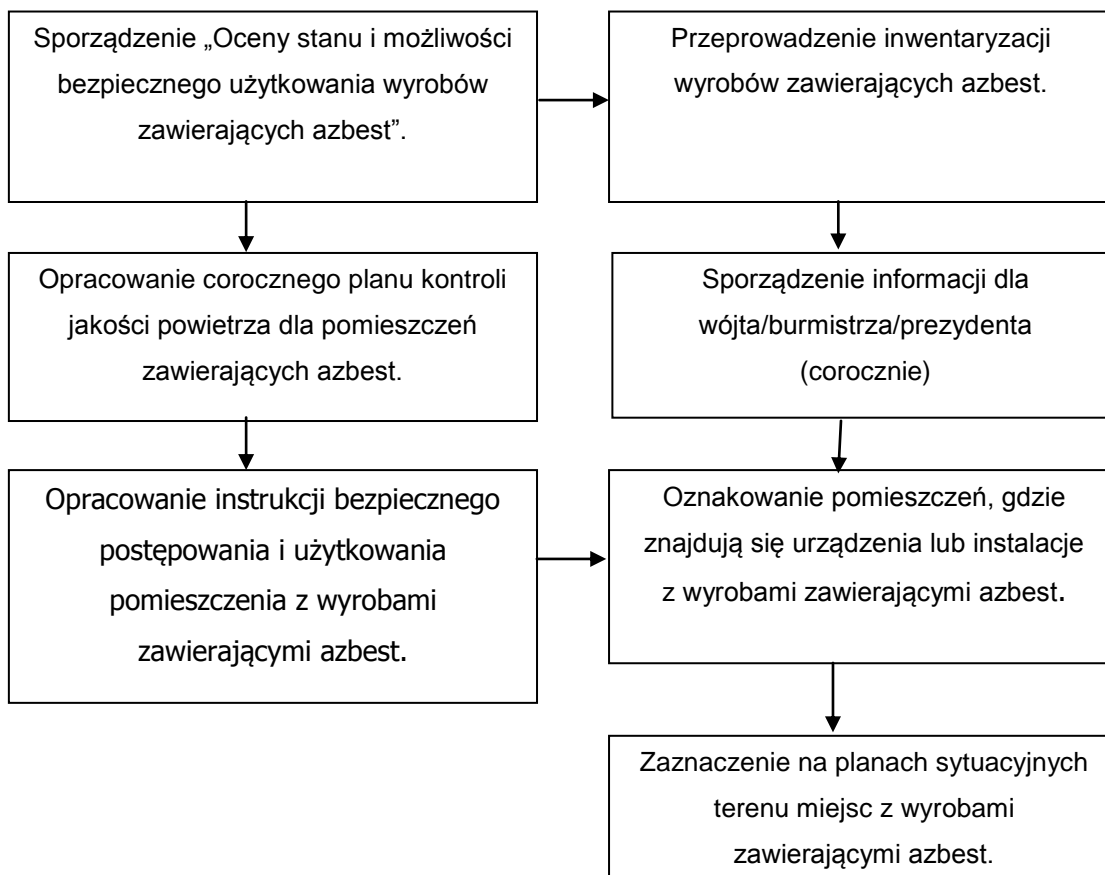 Sporządzenie „Oceny stanu i możliwości
bezpiecznego użytkowania wyrobów
zawierających azbest”.
Przeprowadzenie inwentaryzacji
wyrobów zawierających azbest.
Opracowanie corocznego planu kontroli
jakości powietrza dla pomieszczeń
zawierających azbest.
Sporządzenie informacji dla
wójta/burmistrza/prezydenta
(corocznie)
Opracowanie instrukcji bezpiecznego
postępowania i użytkowania
pomieszczenia z wyrobami
zawierającymi azbest.
Oznakowanie pomieszczeń, gdzie
znajdują się urządzenia lub instalacje
z wyrobami zawierającymi azbest.
Zaznaczenie na planach sytuacyjnych
terenu miejsc z wyrobami
zawierającymi azbest.